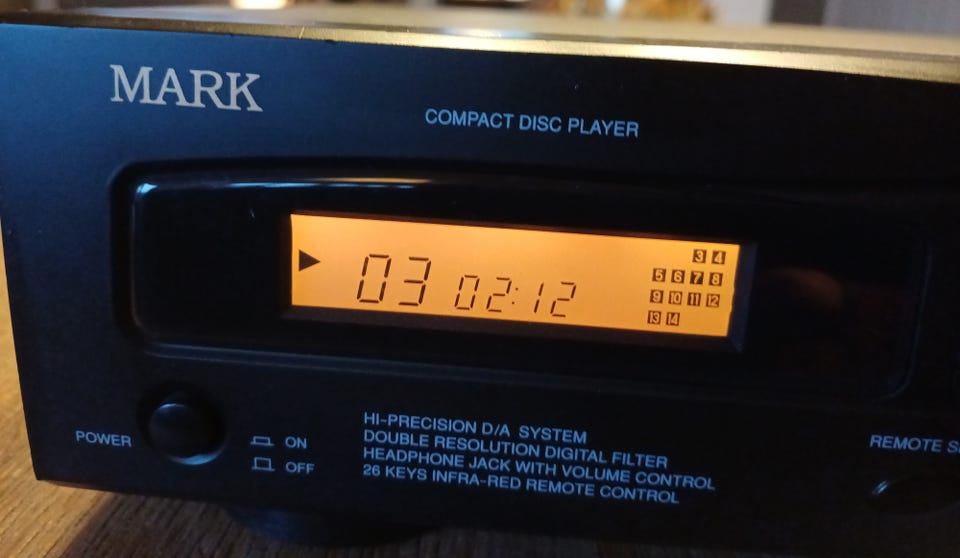 MARK
COMPACT DISC PLAYER
03 02:12
3 4
5 6 7 8
9 10 11 12
13 14
POWER
ON
OFF
HI-PRECISION D/A SYSTEM
DOUBLE RESOLUTION DIGITAL FILTER
HEADPHONE JACK WITH VOLUME CONTROL
26 KEYS INFRA-RED REMOTE CONTROL
REMOTE